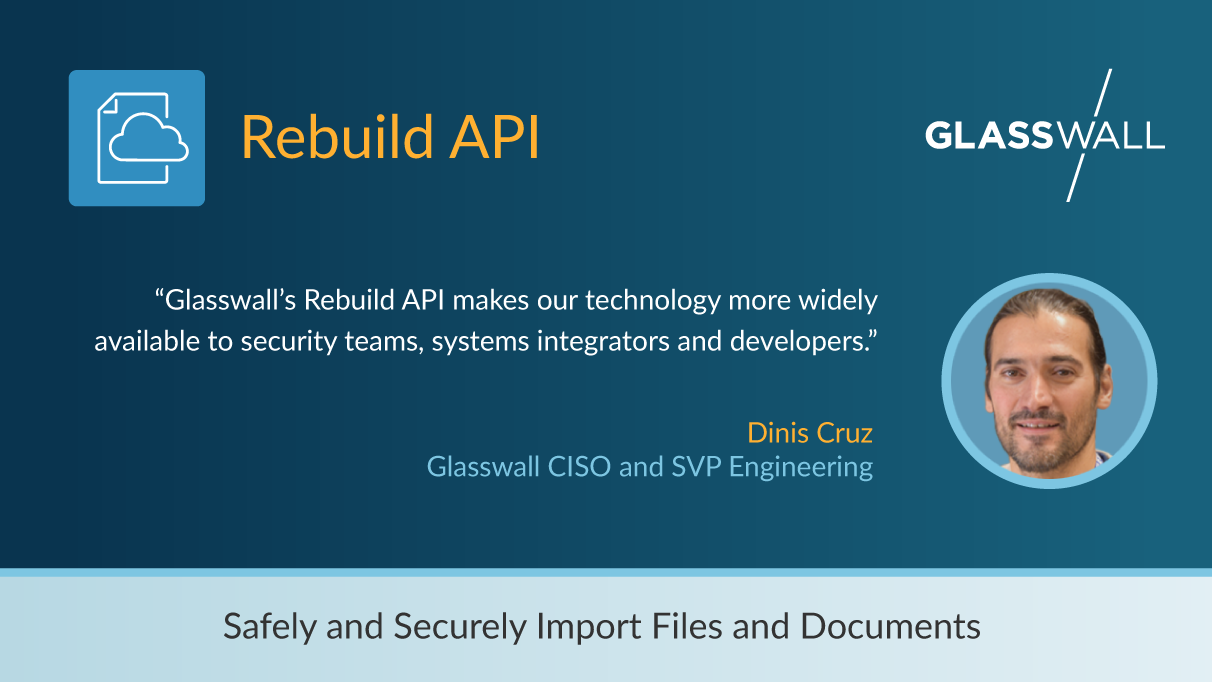 Rebuild API
GLASSWALL
“Glasswall’s Rebuild API makes our technology more widely
available to security teams, systems integrators and developers.”
Dinis Cruz
Glasswall CISO and SVP Engineering
Safely and Securely Import Files and Documents